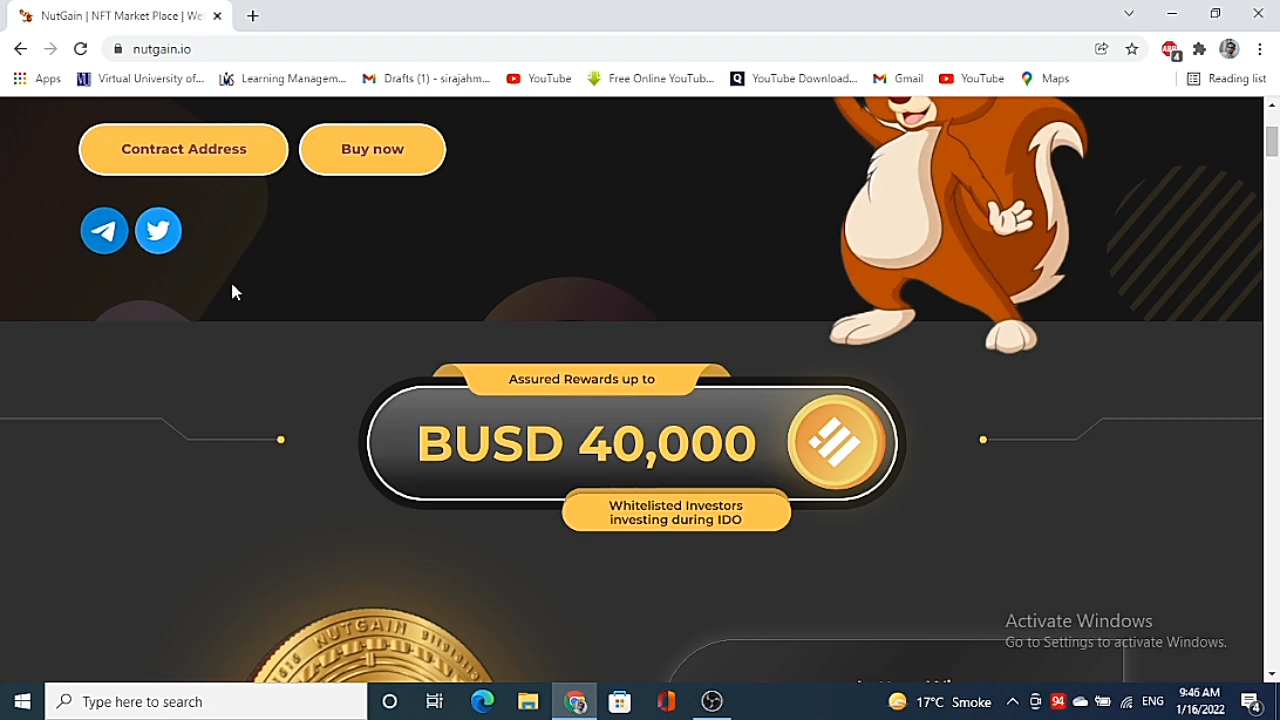 NutGain | NFT Market Place | We
nutgain.io
Apps
Virtual University of...
Learning Managem...
Drafts (1) - sirajahm...
YouTube
Free Online YouTub...
YouTube Download...
Gmail
YouTube
Maps
Reading list
Contract Address
Buy now
Assured Rewards up to
BUSD 40,000
Whitelisted Investors
investing during IDO
NUTGAIN
Activate Windows
Go to Settings to activate Windows.
Type here to search
94
17°C Smoke
ENG
9:46 AM
1/16/2022
4